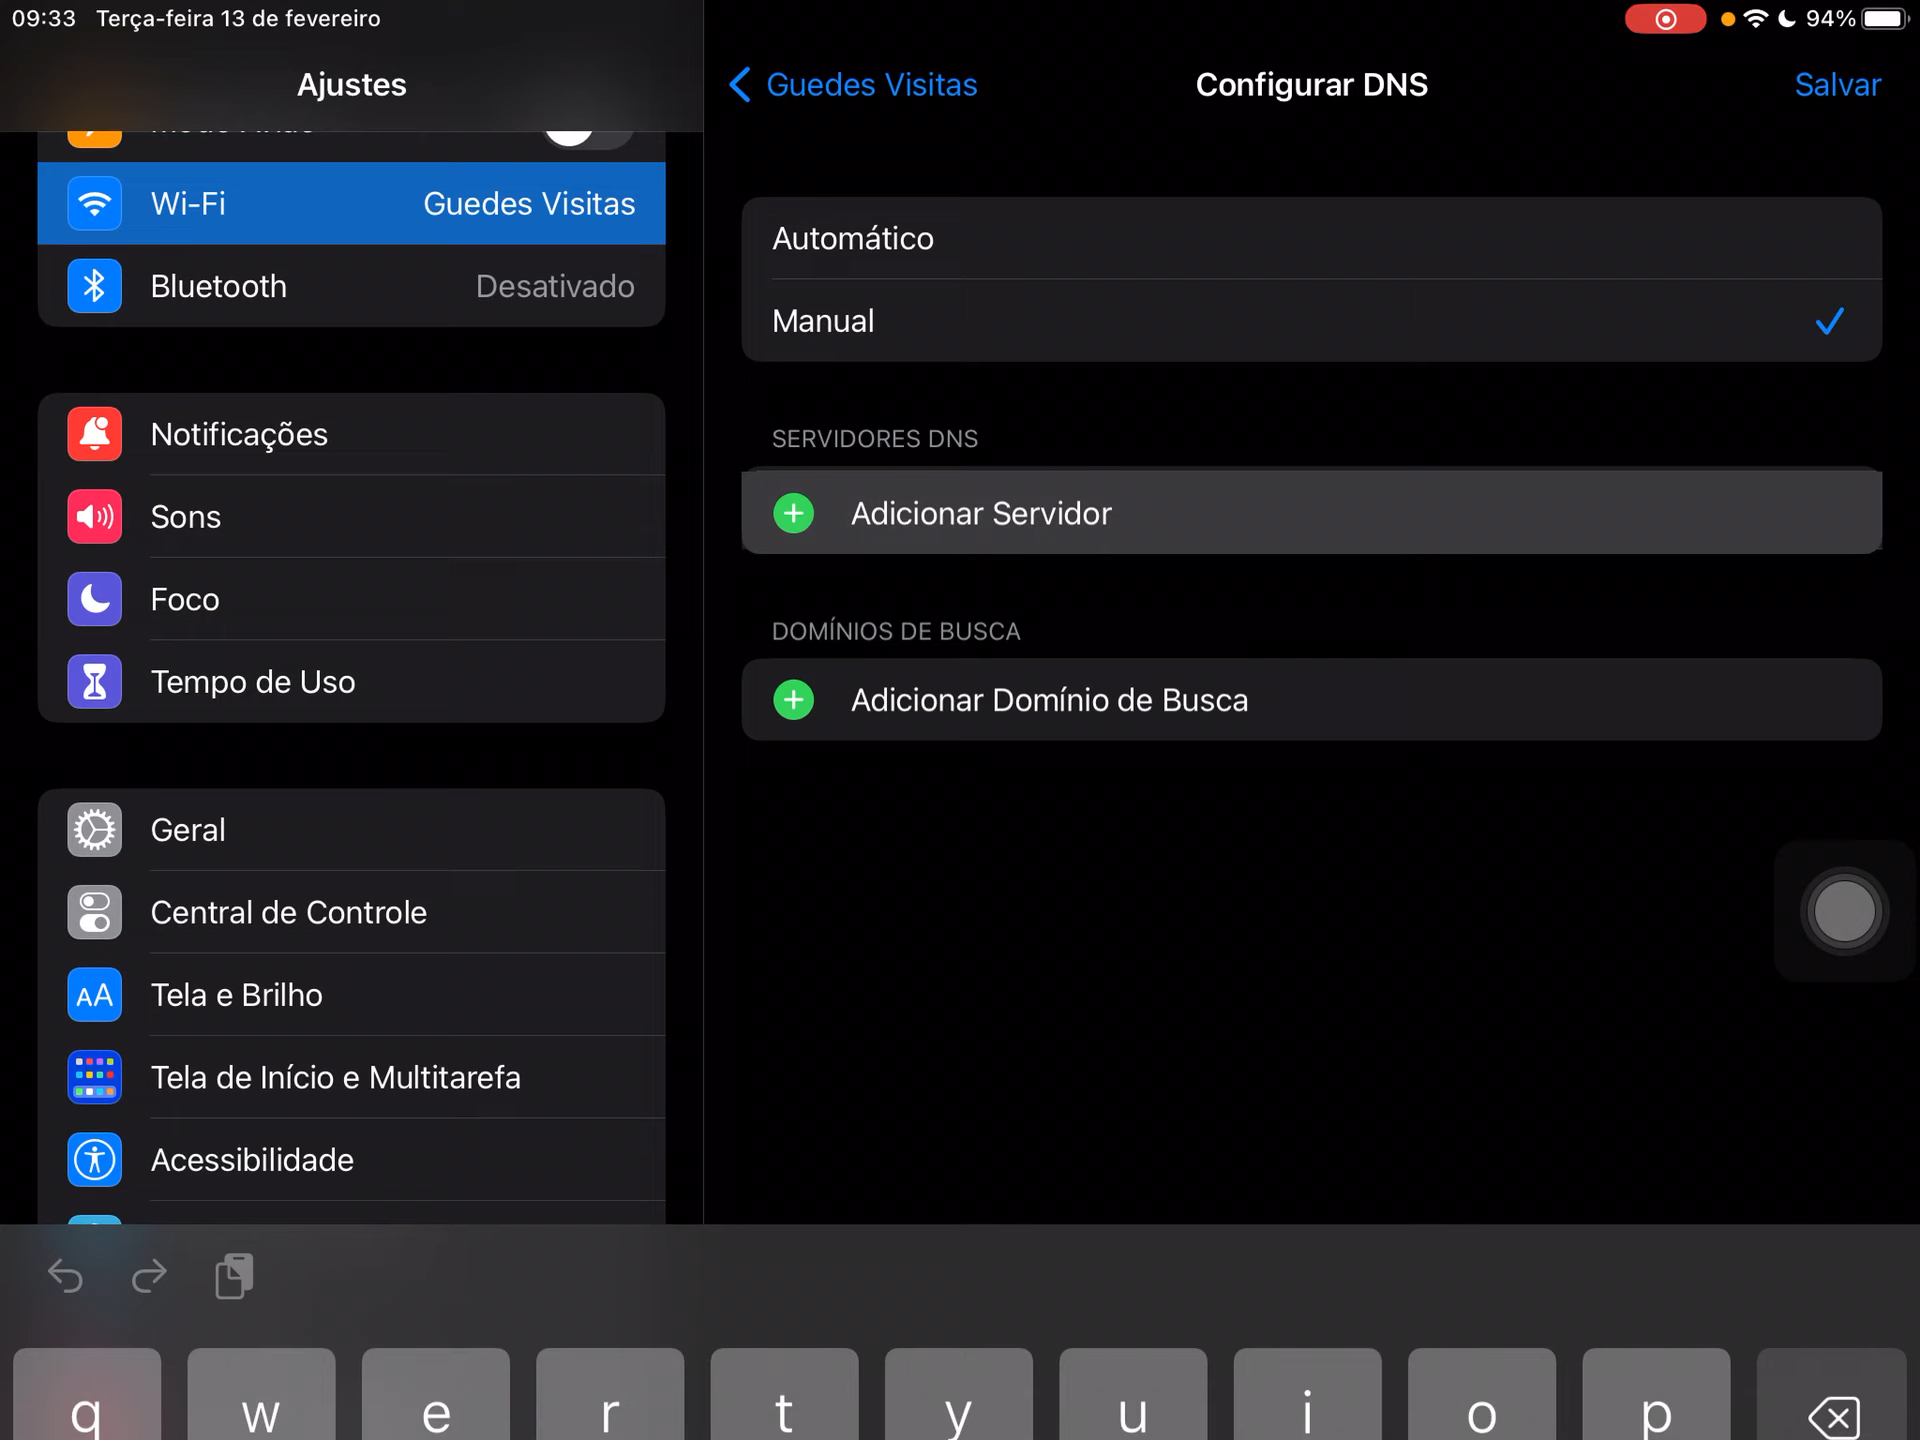 09:33 Terça-feira 13 de fevereiro
94%
Ajustes
Wi-Fi Guedes Visitas
Bluetooth Desativado
Notificações
Sons
Foco
Tempo de Uso
Geral
Central de Controle
AA Tela e Brilho
Tela de Início e Multitarefa
Acessibilidade
Guedes Visitas Configurar DNS Salvar
Automático
Manual
SERVIDORES DNS
Adicionar Servidor
DOMÍNIOS DE BUSCA
Adicionar Domínio de Busca
q w e r t y u i o p